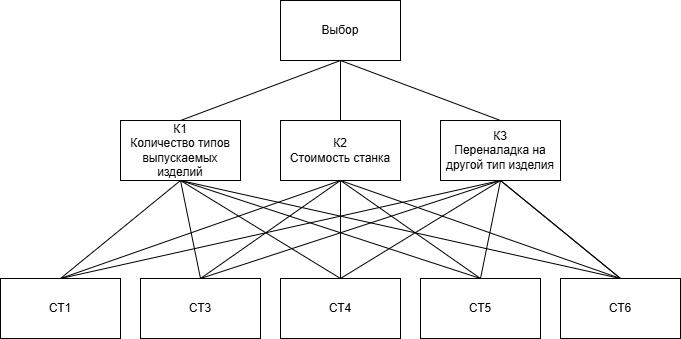 Выбор
К1
Количество типов
выпускаемых
изделий
К2
Стоимость станка
К3
Переналадка на
другой тип изделия
СТ1
СТ3
СТ4
СТ5
СТ6